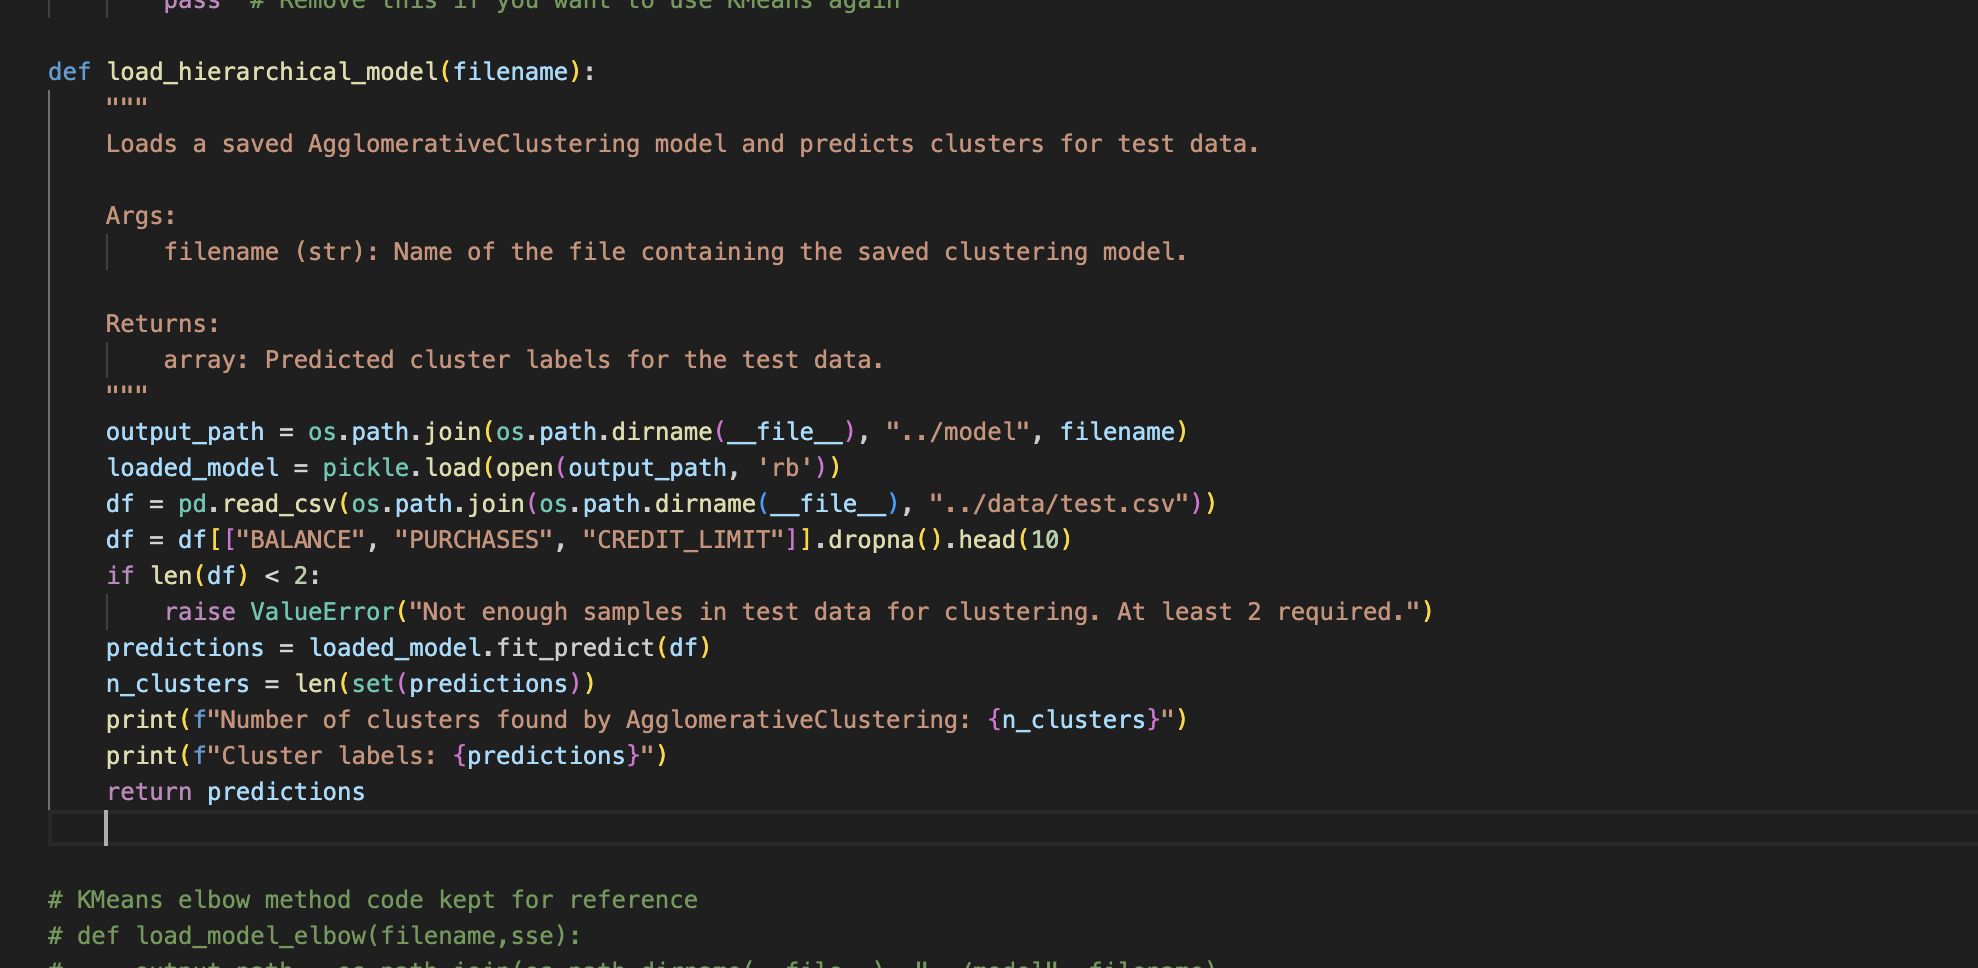 pass  # Remove this if you want to use KMeans again
def load_hierarchical_model(filename):
    """
    Loads a saved AgglomerativeClustering model and predicts clusters for test data.
    Args:
        filename (str): Name of the file containing the saved clustering model.
    Returns:
        array: Predicted cluster labels for the test data.
    """
    output_path = os.path.join(os.path.dirname(__file__), "../model", filename)
    loaded_model = pickle.load(open(output_path, 'rb'))
    df = pd.read_csv(os.path.join(os.path.dirname(__file__), "../data/test.csv"))
    df = df[["BALANCE", "PURCHASES", "CREDIT_LIMIT"]].dropna().head(10)
    if len(df) < 2:
        raise ValueError("Not enough samples in test data for clustering. At least 2 required.")
    predictions = loaded_model.fit_predict(df)
    n_clusters = len(set(predictions))
    print(f"Number of clusters found by AgglomerativeClustering: {n_clusters}")
    print(f"Cluster labels: {predictions}")
    return predictions
# KMeans elbow method code kept for reference
# def load_model_elbow(filename,sse):
#     output_path = os.path.join(os.path.dirname(__file__), "../model", filename)